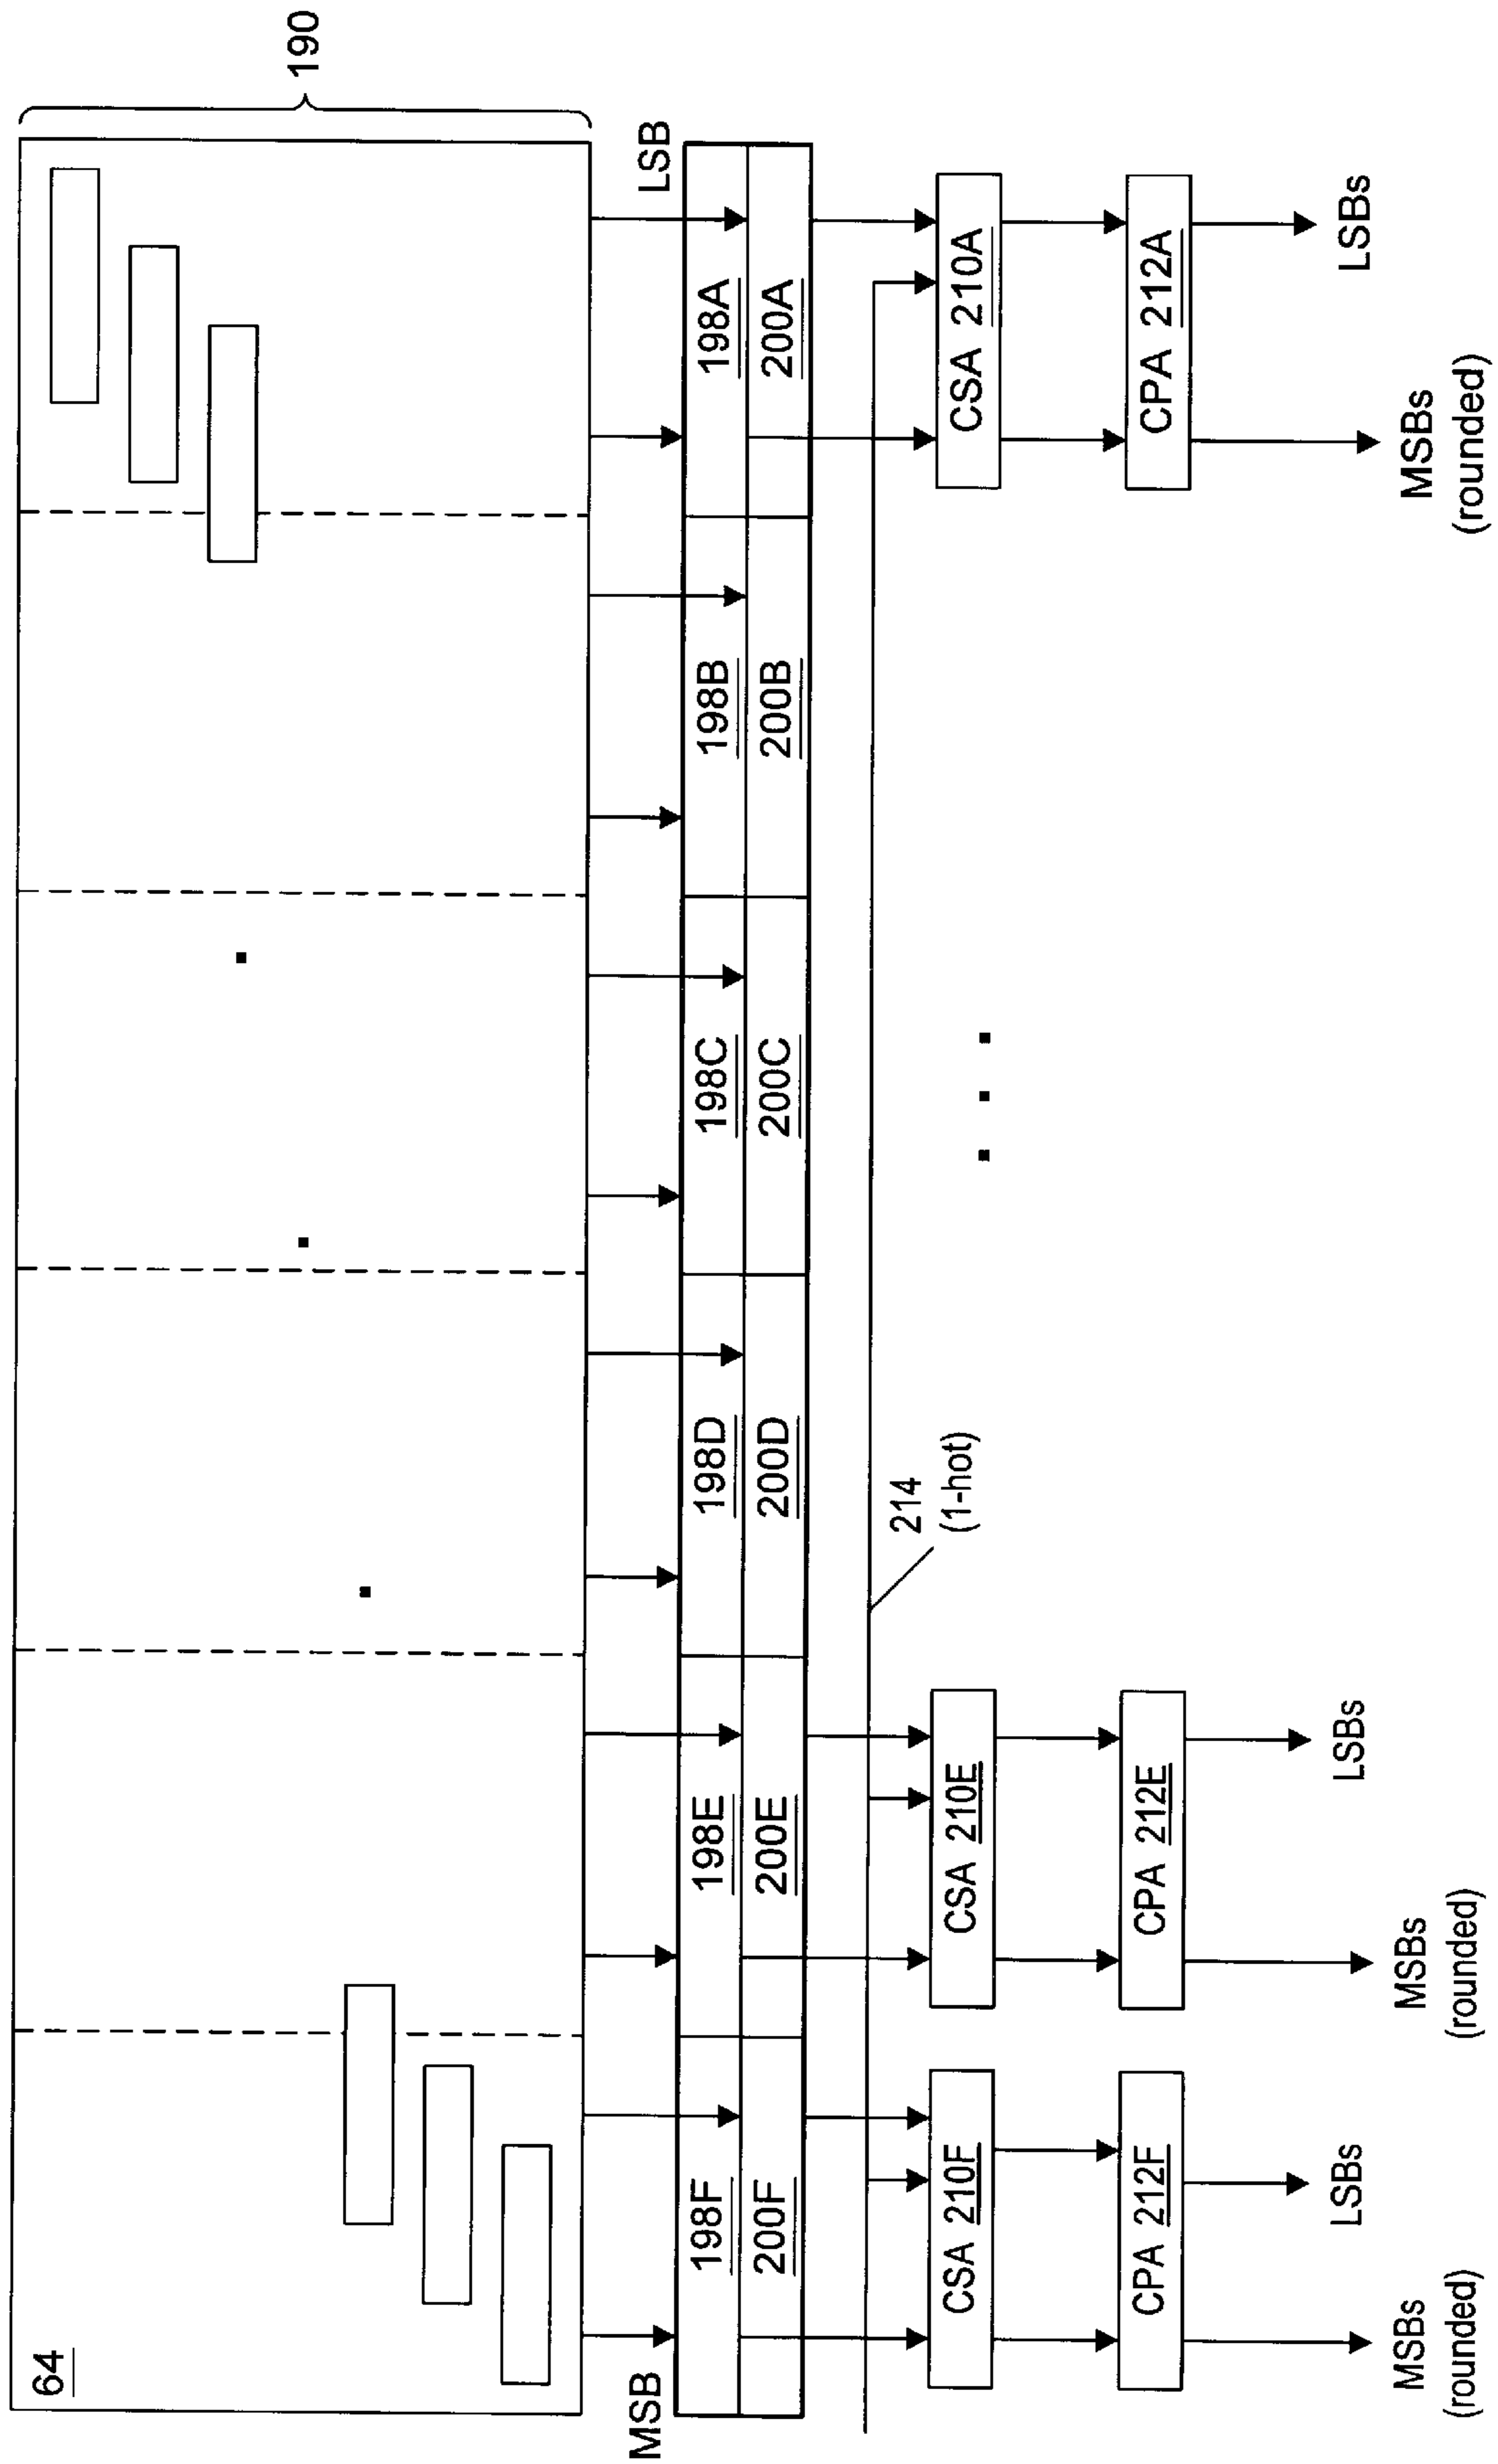 64
190
MSB
LSB
198F
198E
198D
198C
198B
198A
200F
200E
200D
200C
200B
200A
214
(1-hot)
CSA 210F
CSA 210E
CSA 210A
CPA 212F
CPA 212E
CPA 212A
MSBs
(rounded)
LSBs
MSBs
(rounded)
LSBs
MSBs
(rounded)
LSBs